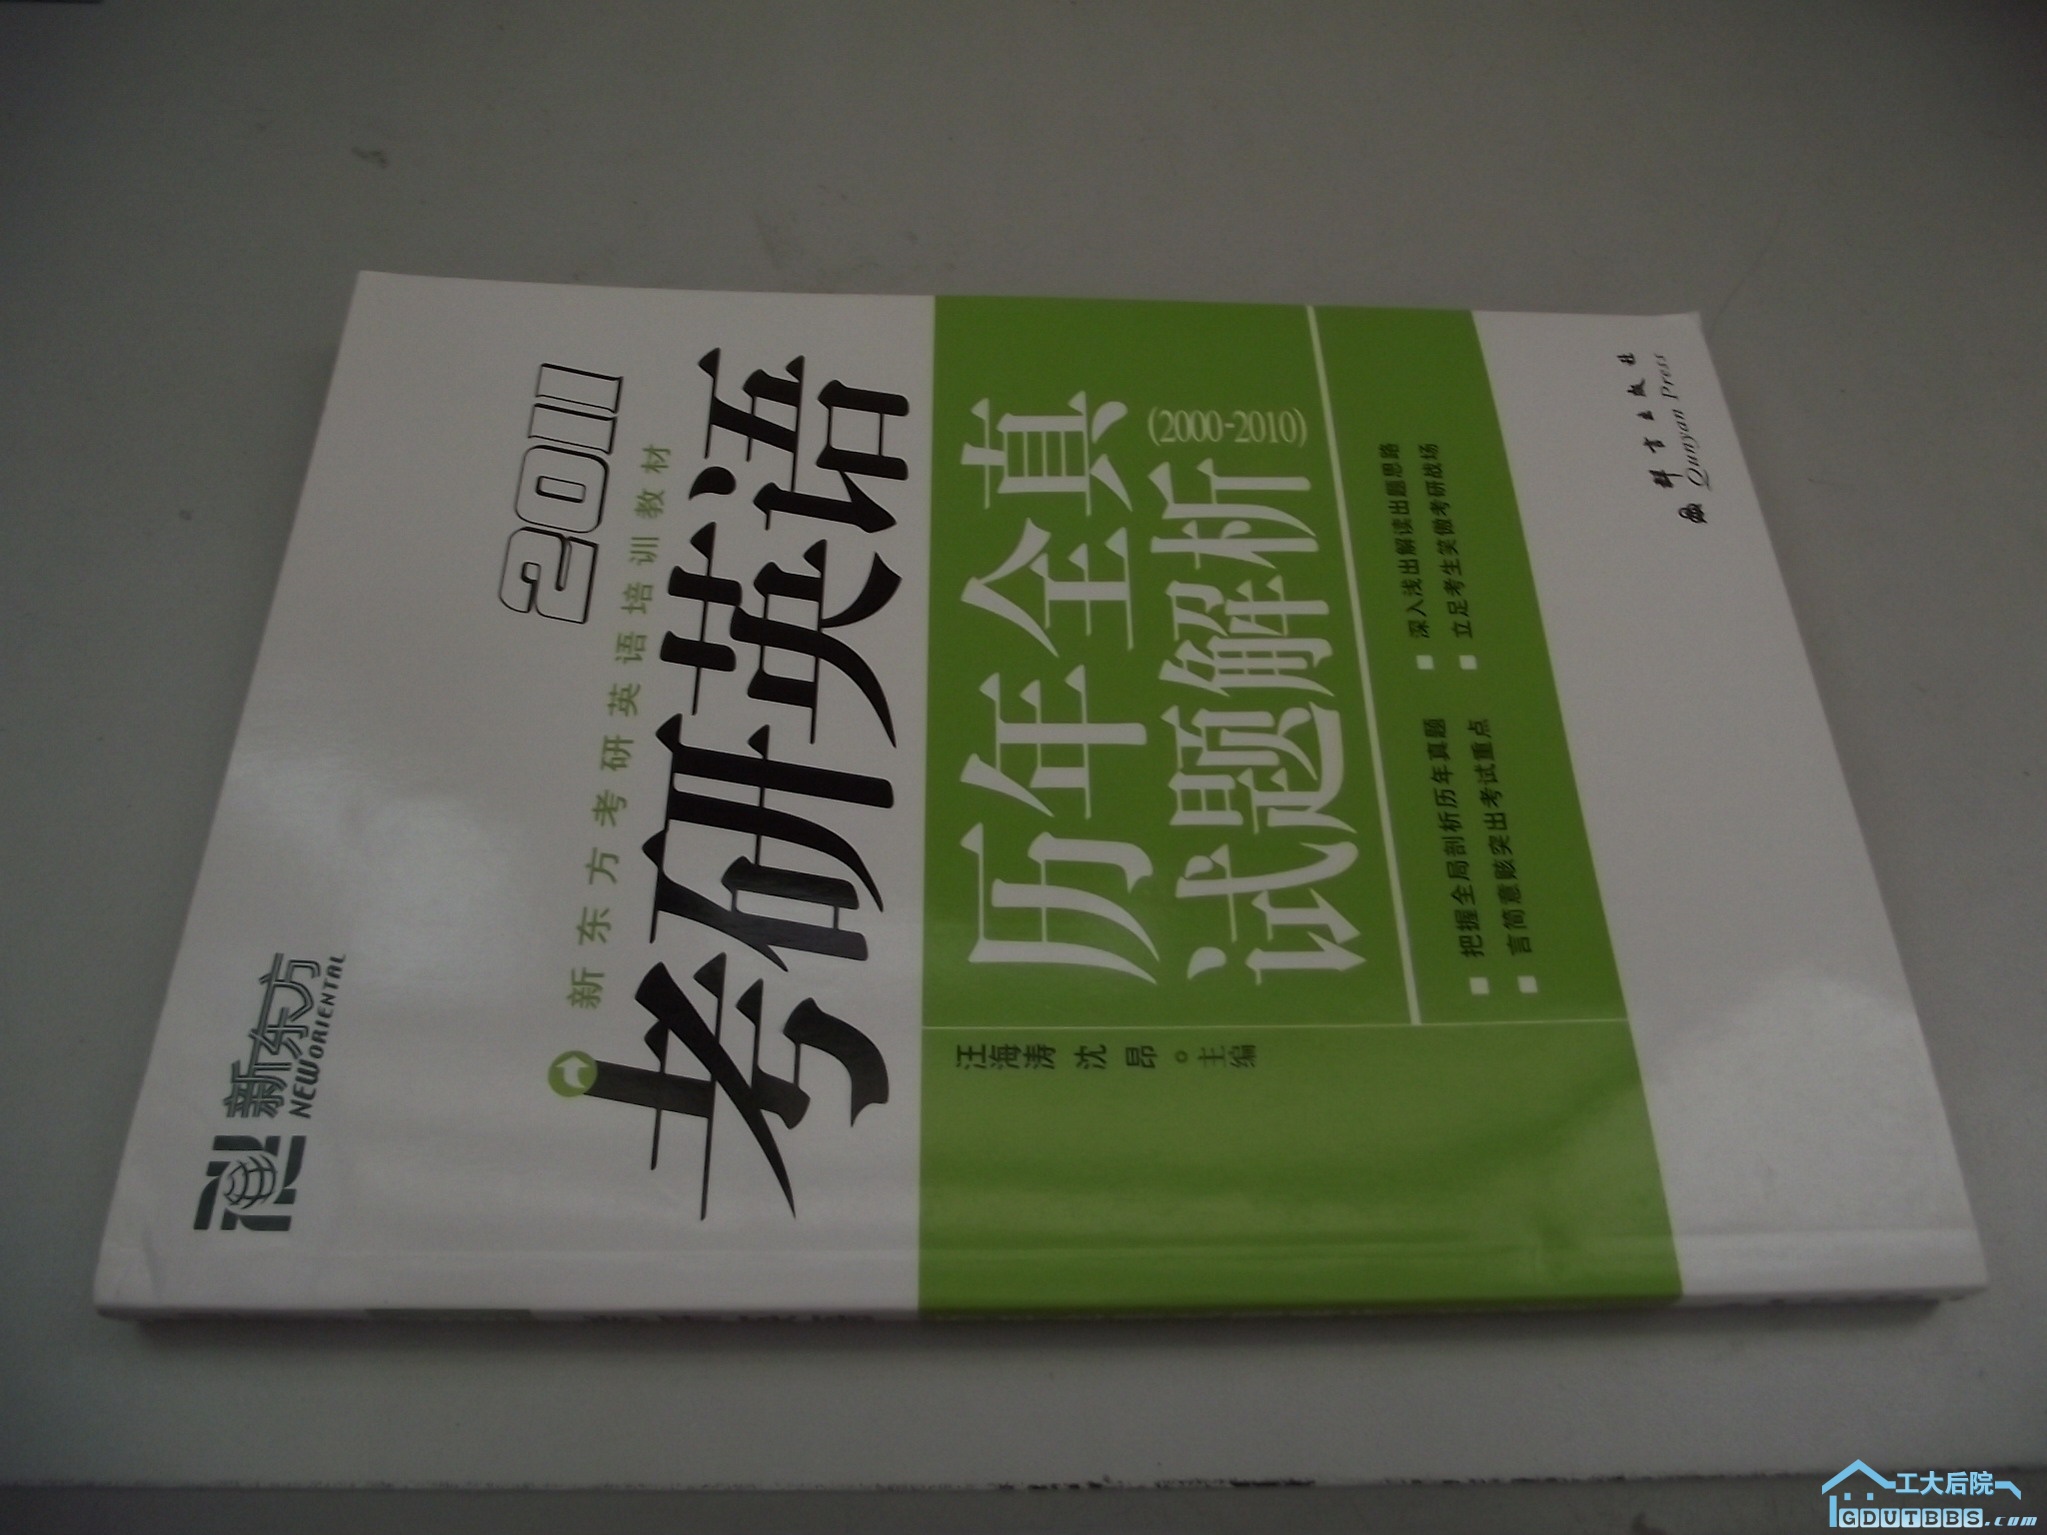 新东方
NEWORIENTAL
2011
新东方考研英语培训教材
考研英语
历年全真
试题解析
(2000-2010)
汪海涛 沈昂 。主编
■ 把握全局剖析历年真题
■ 深入浅出解读出题思路
■ 言简意赅突出考试重点
■ 立足考生笑傲考研战场
群言出版社
Qunyan Press
工大后院
GDUTBBS.com